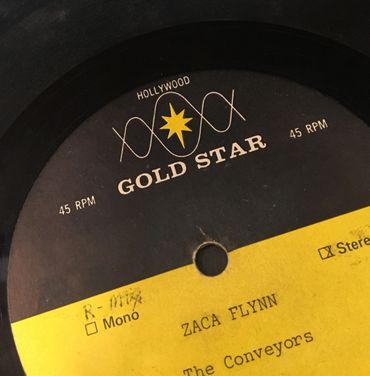 HOLLYWOOD
GOLD STAR
45 RPM
45 RPM
X Stere
Mono
ZACA FLYNN
The Conveyors